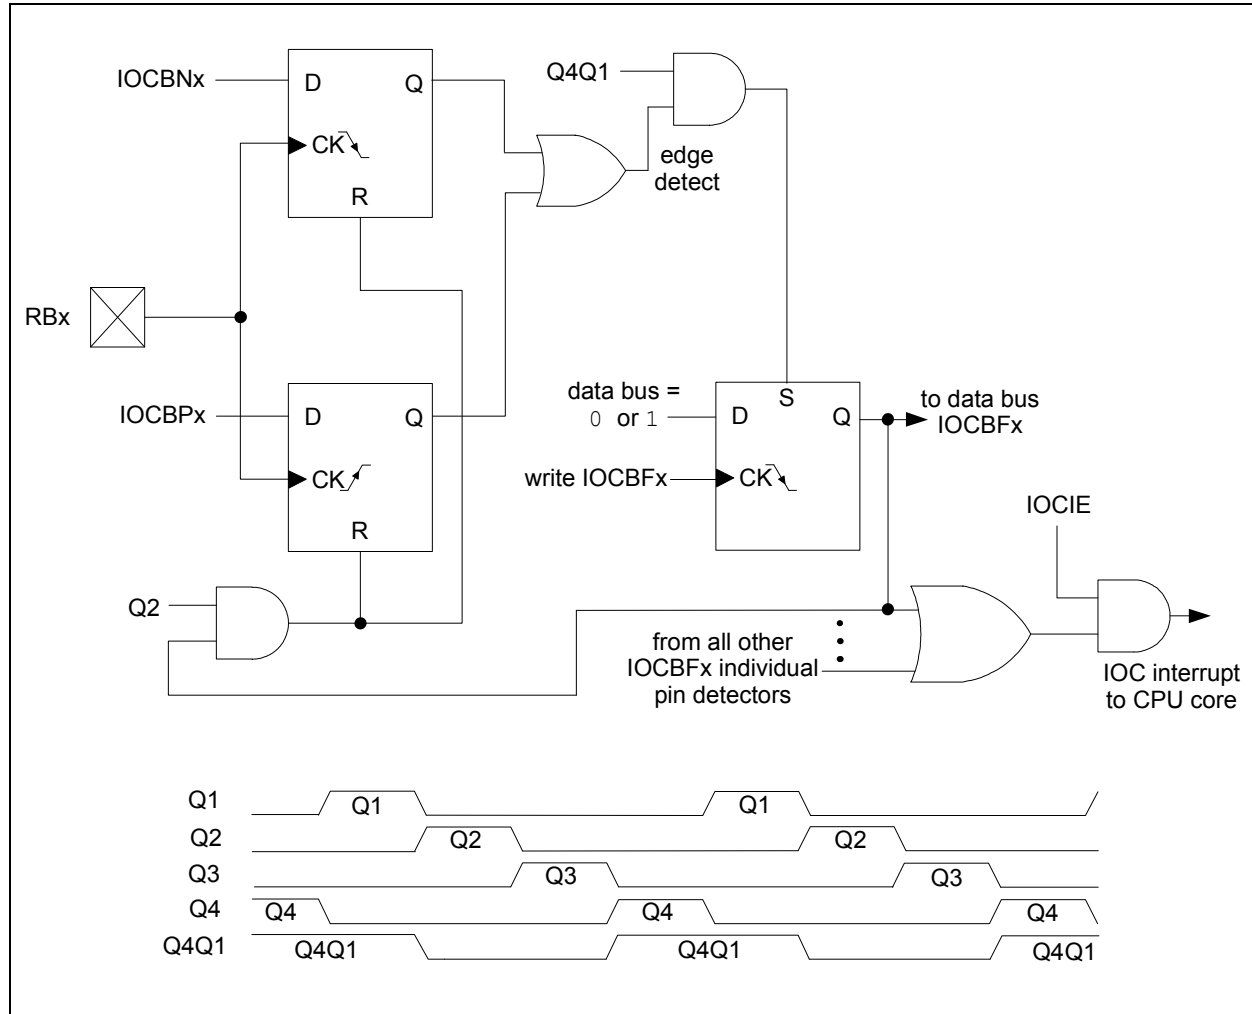 IOCBNx
D
Q
CK
R
Q4Q1
edge
detect
RBx
IOCBPx
D
Q
CK
R
data bus =
0 or 1
S
D
Q
to data bus
IOCBFx
write IOCBFx
CK
IOCIE
Q2
from all other
IOCBFx individual
pin detectors
IOC interrupt
to CPU core
Q1
Q1
Q1
Q2
Q2
Q2
Q3
Q3
Q3
Q4
Q4
Q4
Q4
Q4Q1
Q4Q1
Q4Q1
Q4Q1